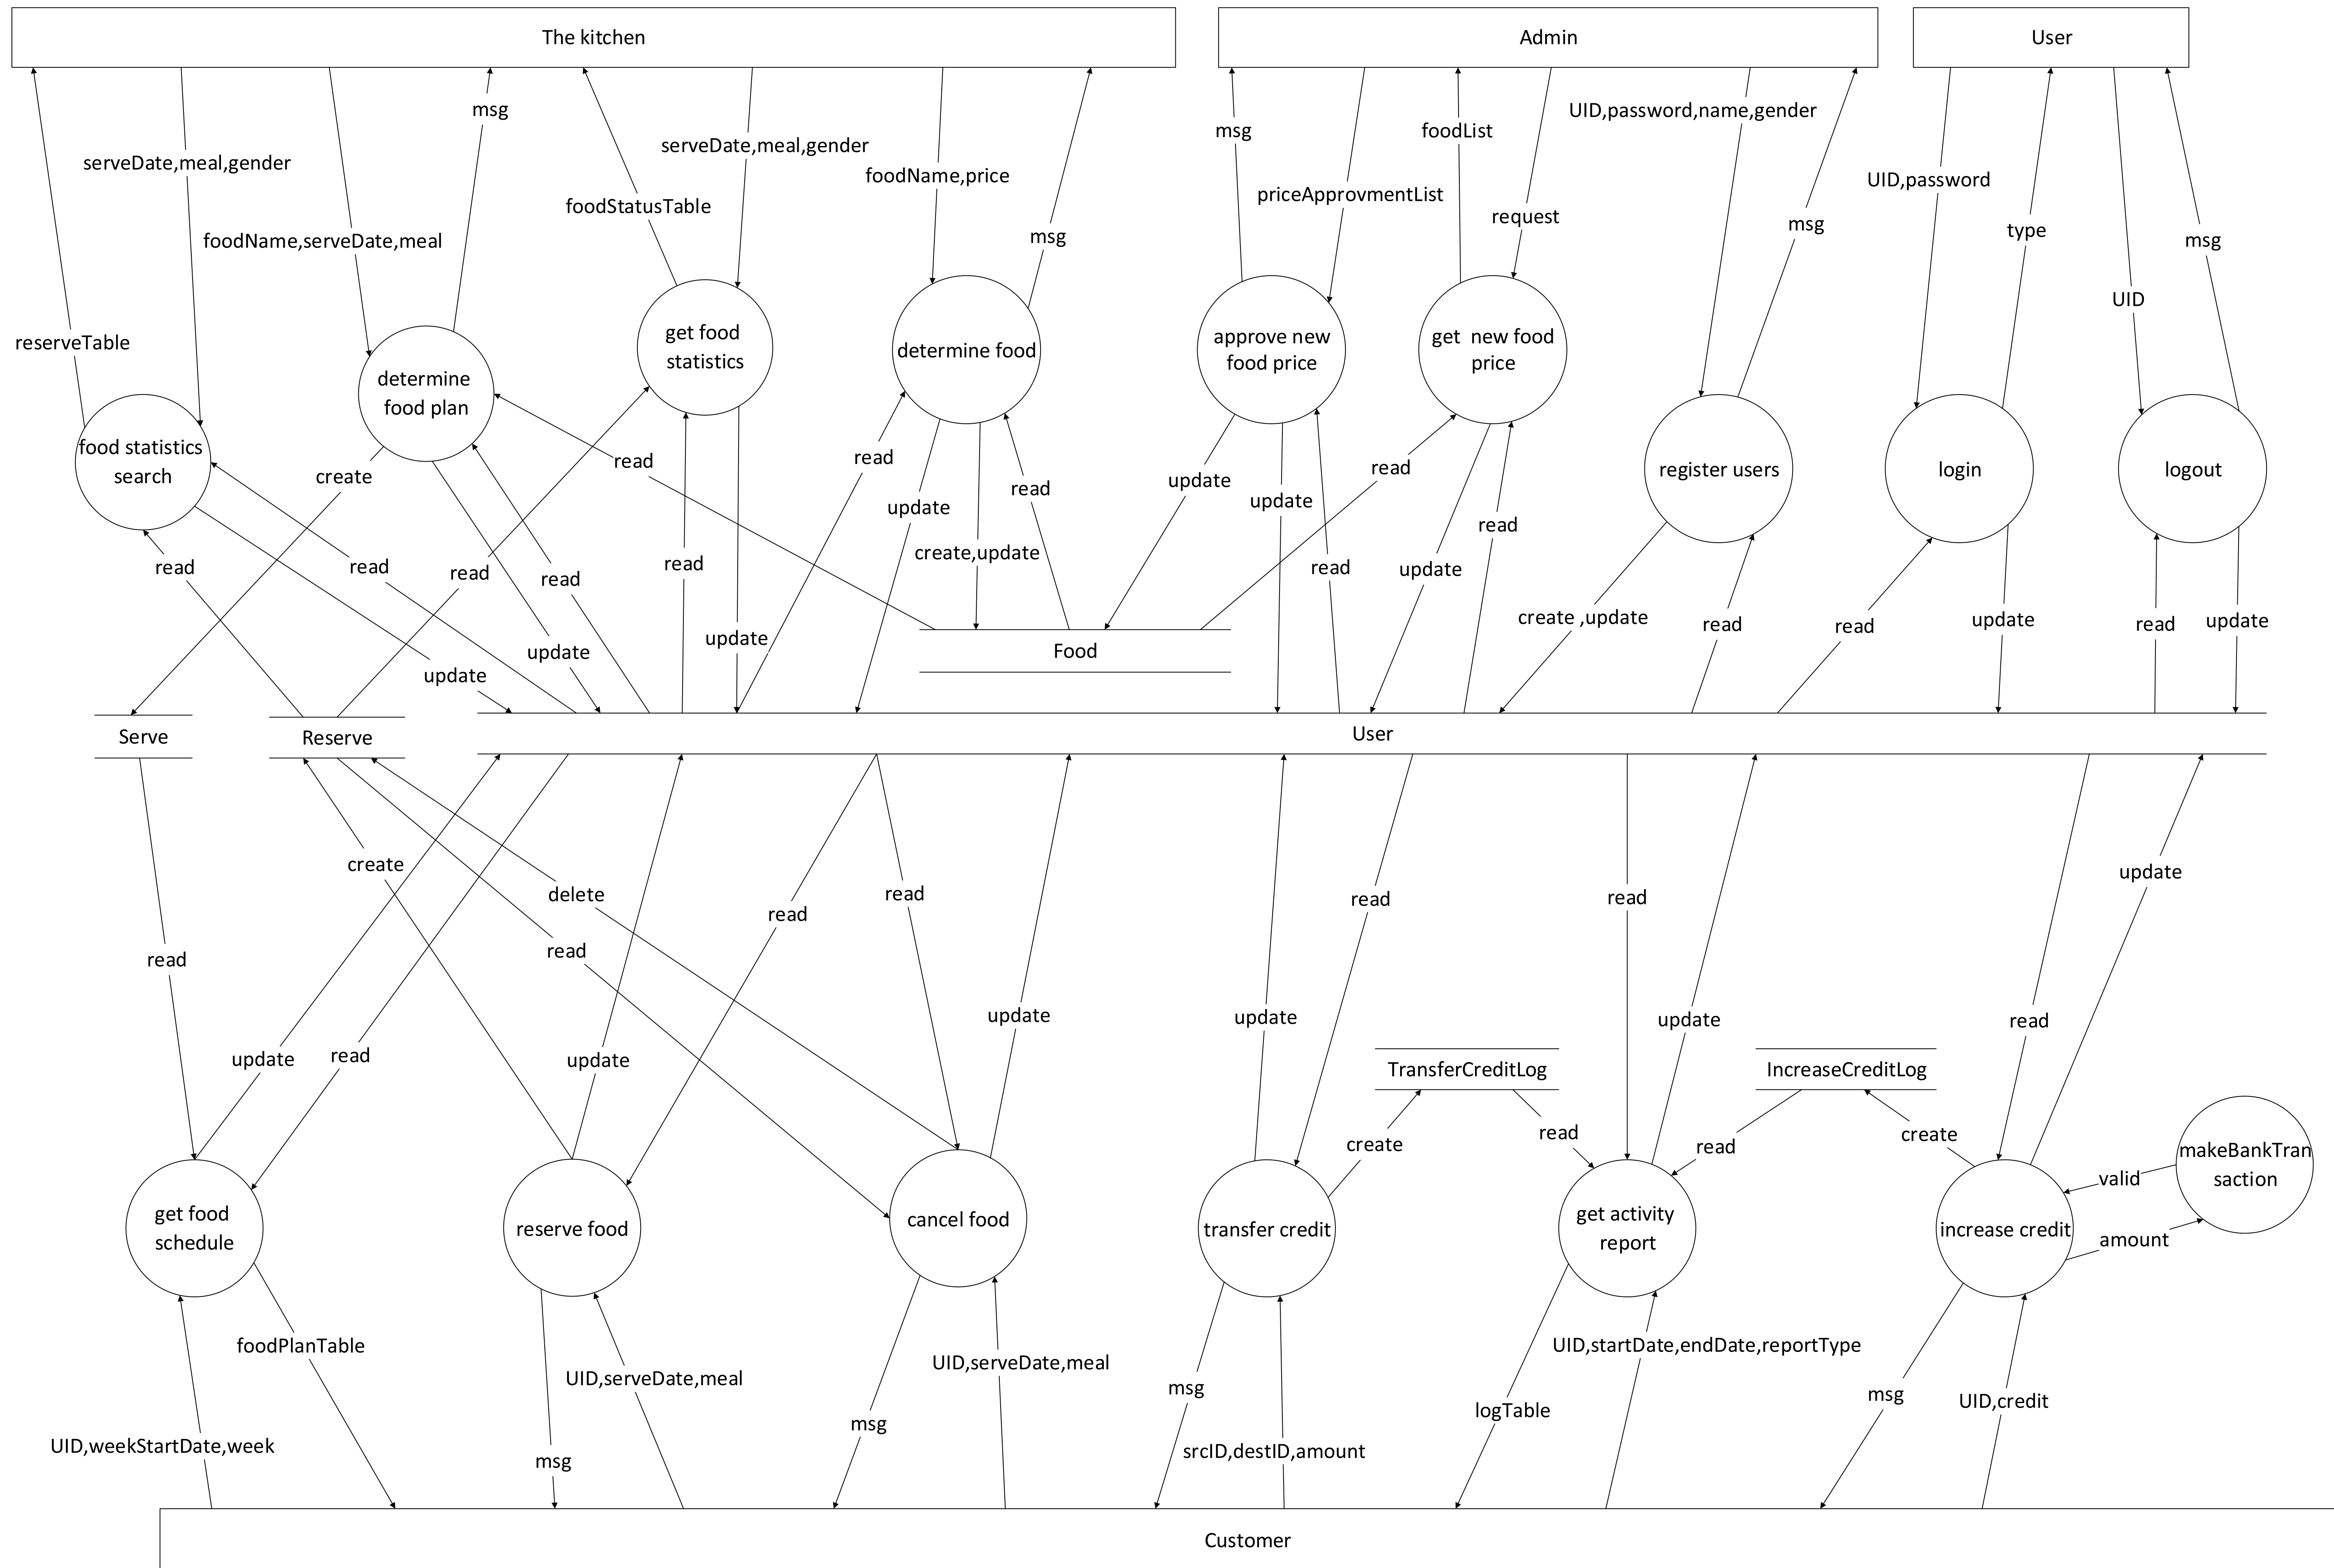 The kitchen
Admin
User
msg
UID,password,name,gender
msg
foodList
serveDate,meal,gender
serveDate,meal,gender
foodName,price
UID,password
priceApprovmentList
foodStatusTable
request
msg
type
msg
foodName,serveDate,meal
msg
UID
reserveTable
get food
statistics
determine food
approve new
food price
get  new food
price
determine
food plan
food statistics
search
register users
login
logout
create
read
read
update
read
update
update
read
read
create,update
read
read
read
read
read
read
update
create ,update
read
read
update
read
update
update
update
update
Food
Serve
Reserve
User
create
delete
read
read
read
read
read
update
read
read
update
update
update
read
update
read
update
TransferCreditLog
IncreaseCreditLog
create
read
read
create
makeBankTran
saction
valid
get food
schedule
reserve food
cancel food
transfer credit
get activity
report
increase credit
amount
foodPlanTable
UID,serveDate,meal
UID,serveDate,meal
UID,startDate,endDate,reportType
msg
msg
UID,credit
logTable
msg
UID,weekStartDate,week
msg
srcID,destID,amount
Customer